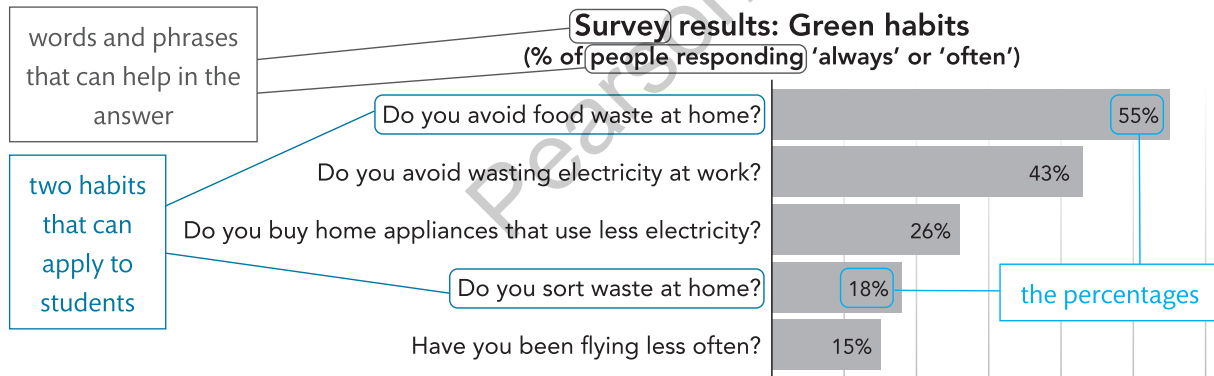 words and phrases
that can help in the
answer
Survey results: Green habits
(% of people responding ‘always’ or ‘often’)
two habits
that can
apply to
students
Do you avoid food waste at home?
55%
Do you avoid wasting electricity at work?
43%
Do you buy home appliances that use less electricity?
26%
Do you sort waste at home?
18%
the percentages
Have you been flying less often?
15%
Pearson